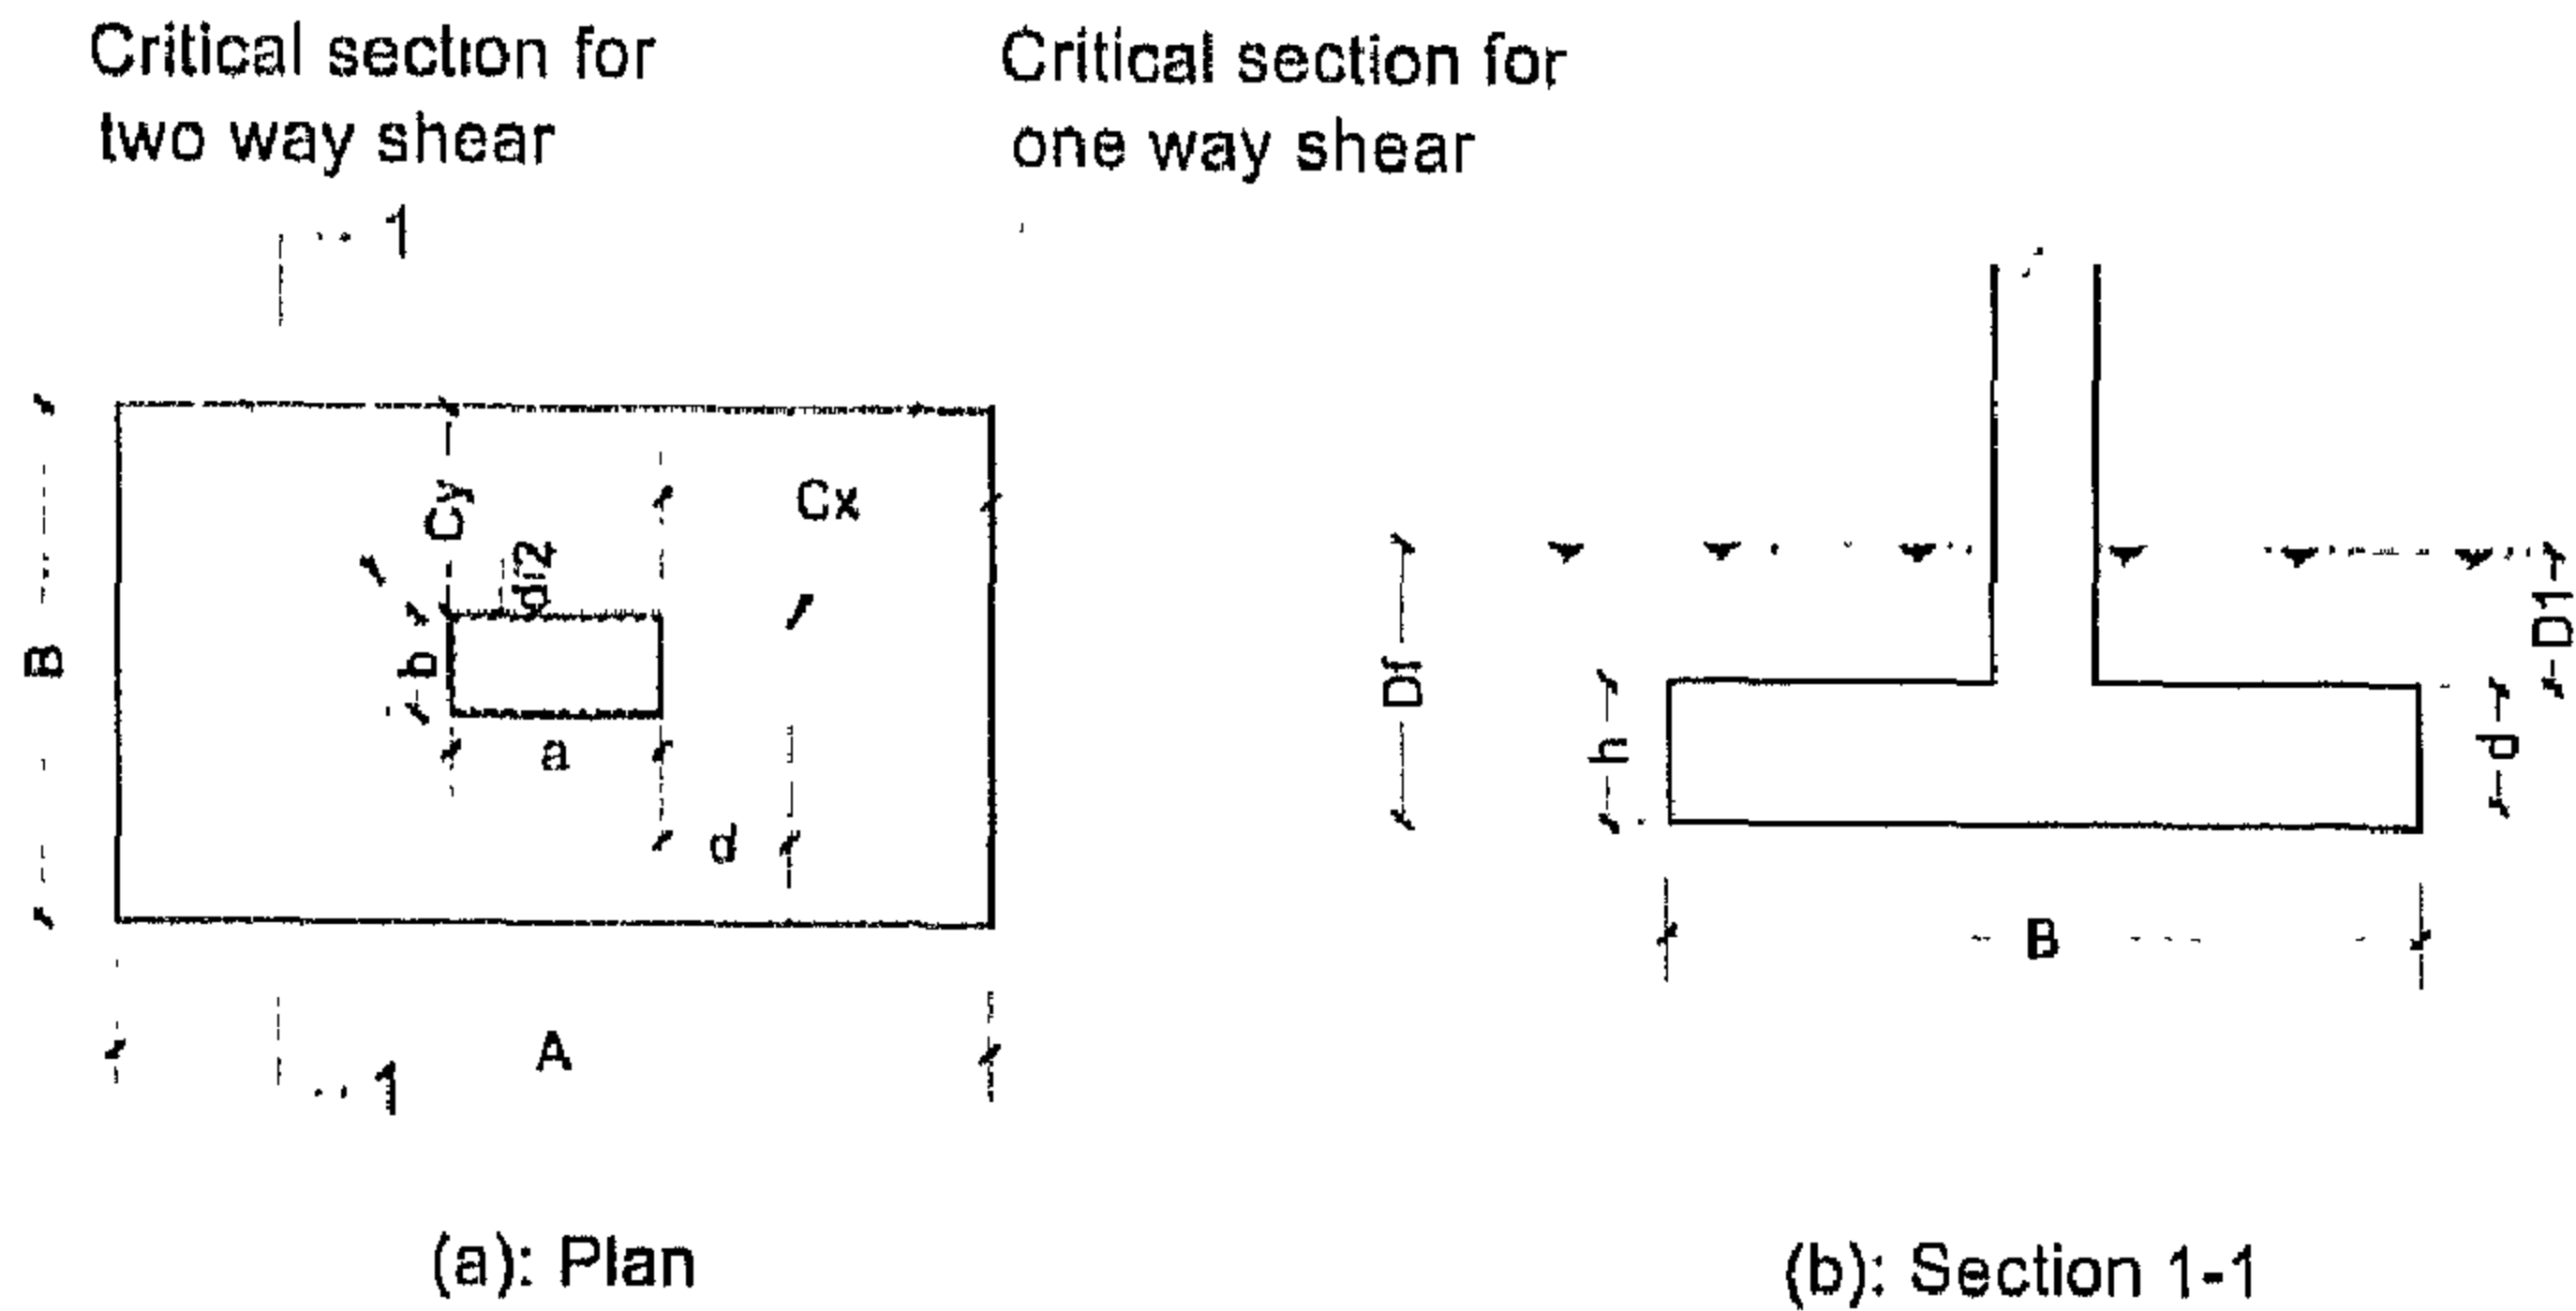 Critical section for
two way shear
Critical section for
one way shear
1
Cy
Cx
d/2
B
b
a
d
A
1
Df
D1
h
d
B
(a): Plan
(b): Section 1-1